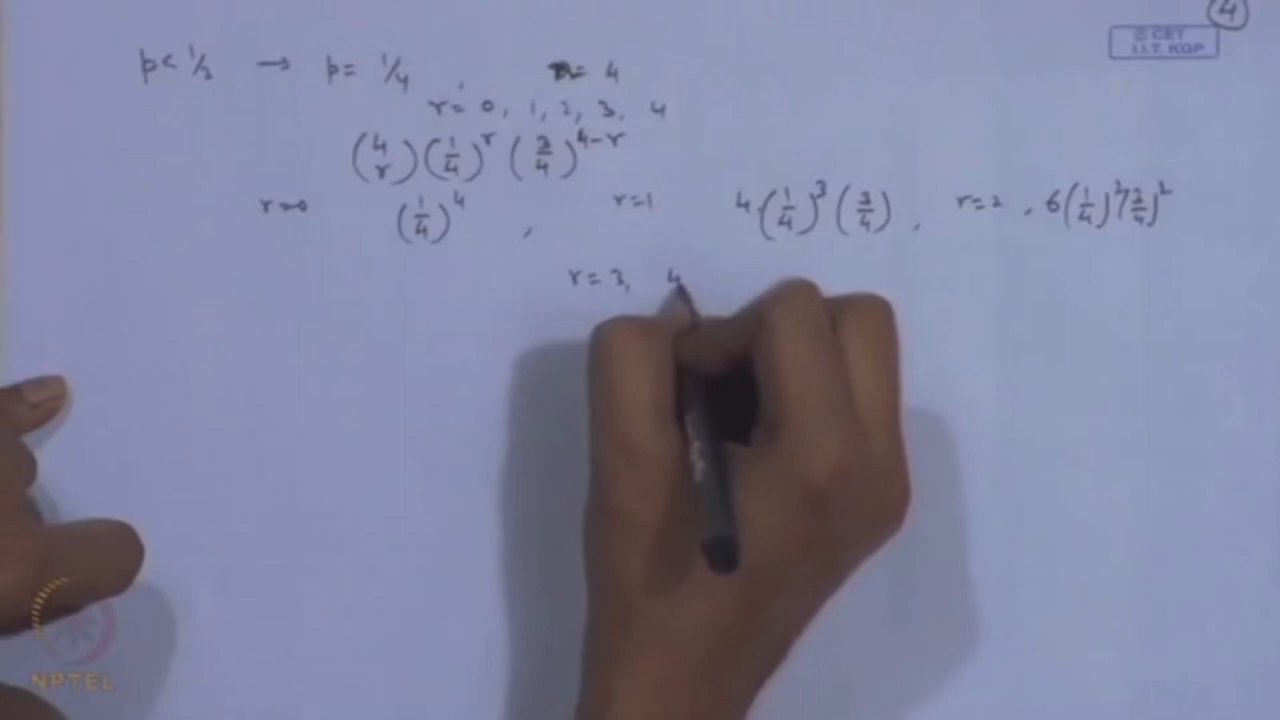 4
© CET
I.I.T. KGP
p < 1/2 → p = 1/4 n = 4
r = 0, 1, 2, 3, 4
(4 r) (1/4)^r (3/4)^4-r
r=0 (1/4)^4 , r=1 4(1/4)^3 (3/4) , r=2 , 6(1/4)^2 (3/4)^2
r = 3, 4
NPTEL